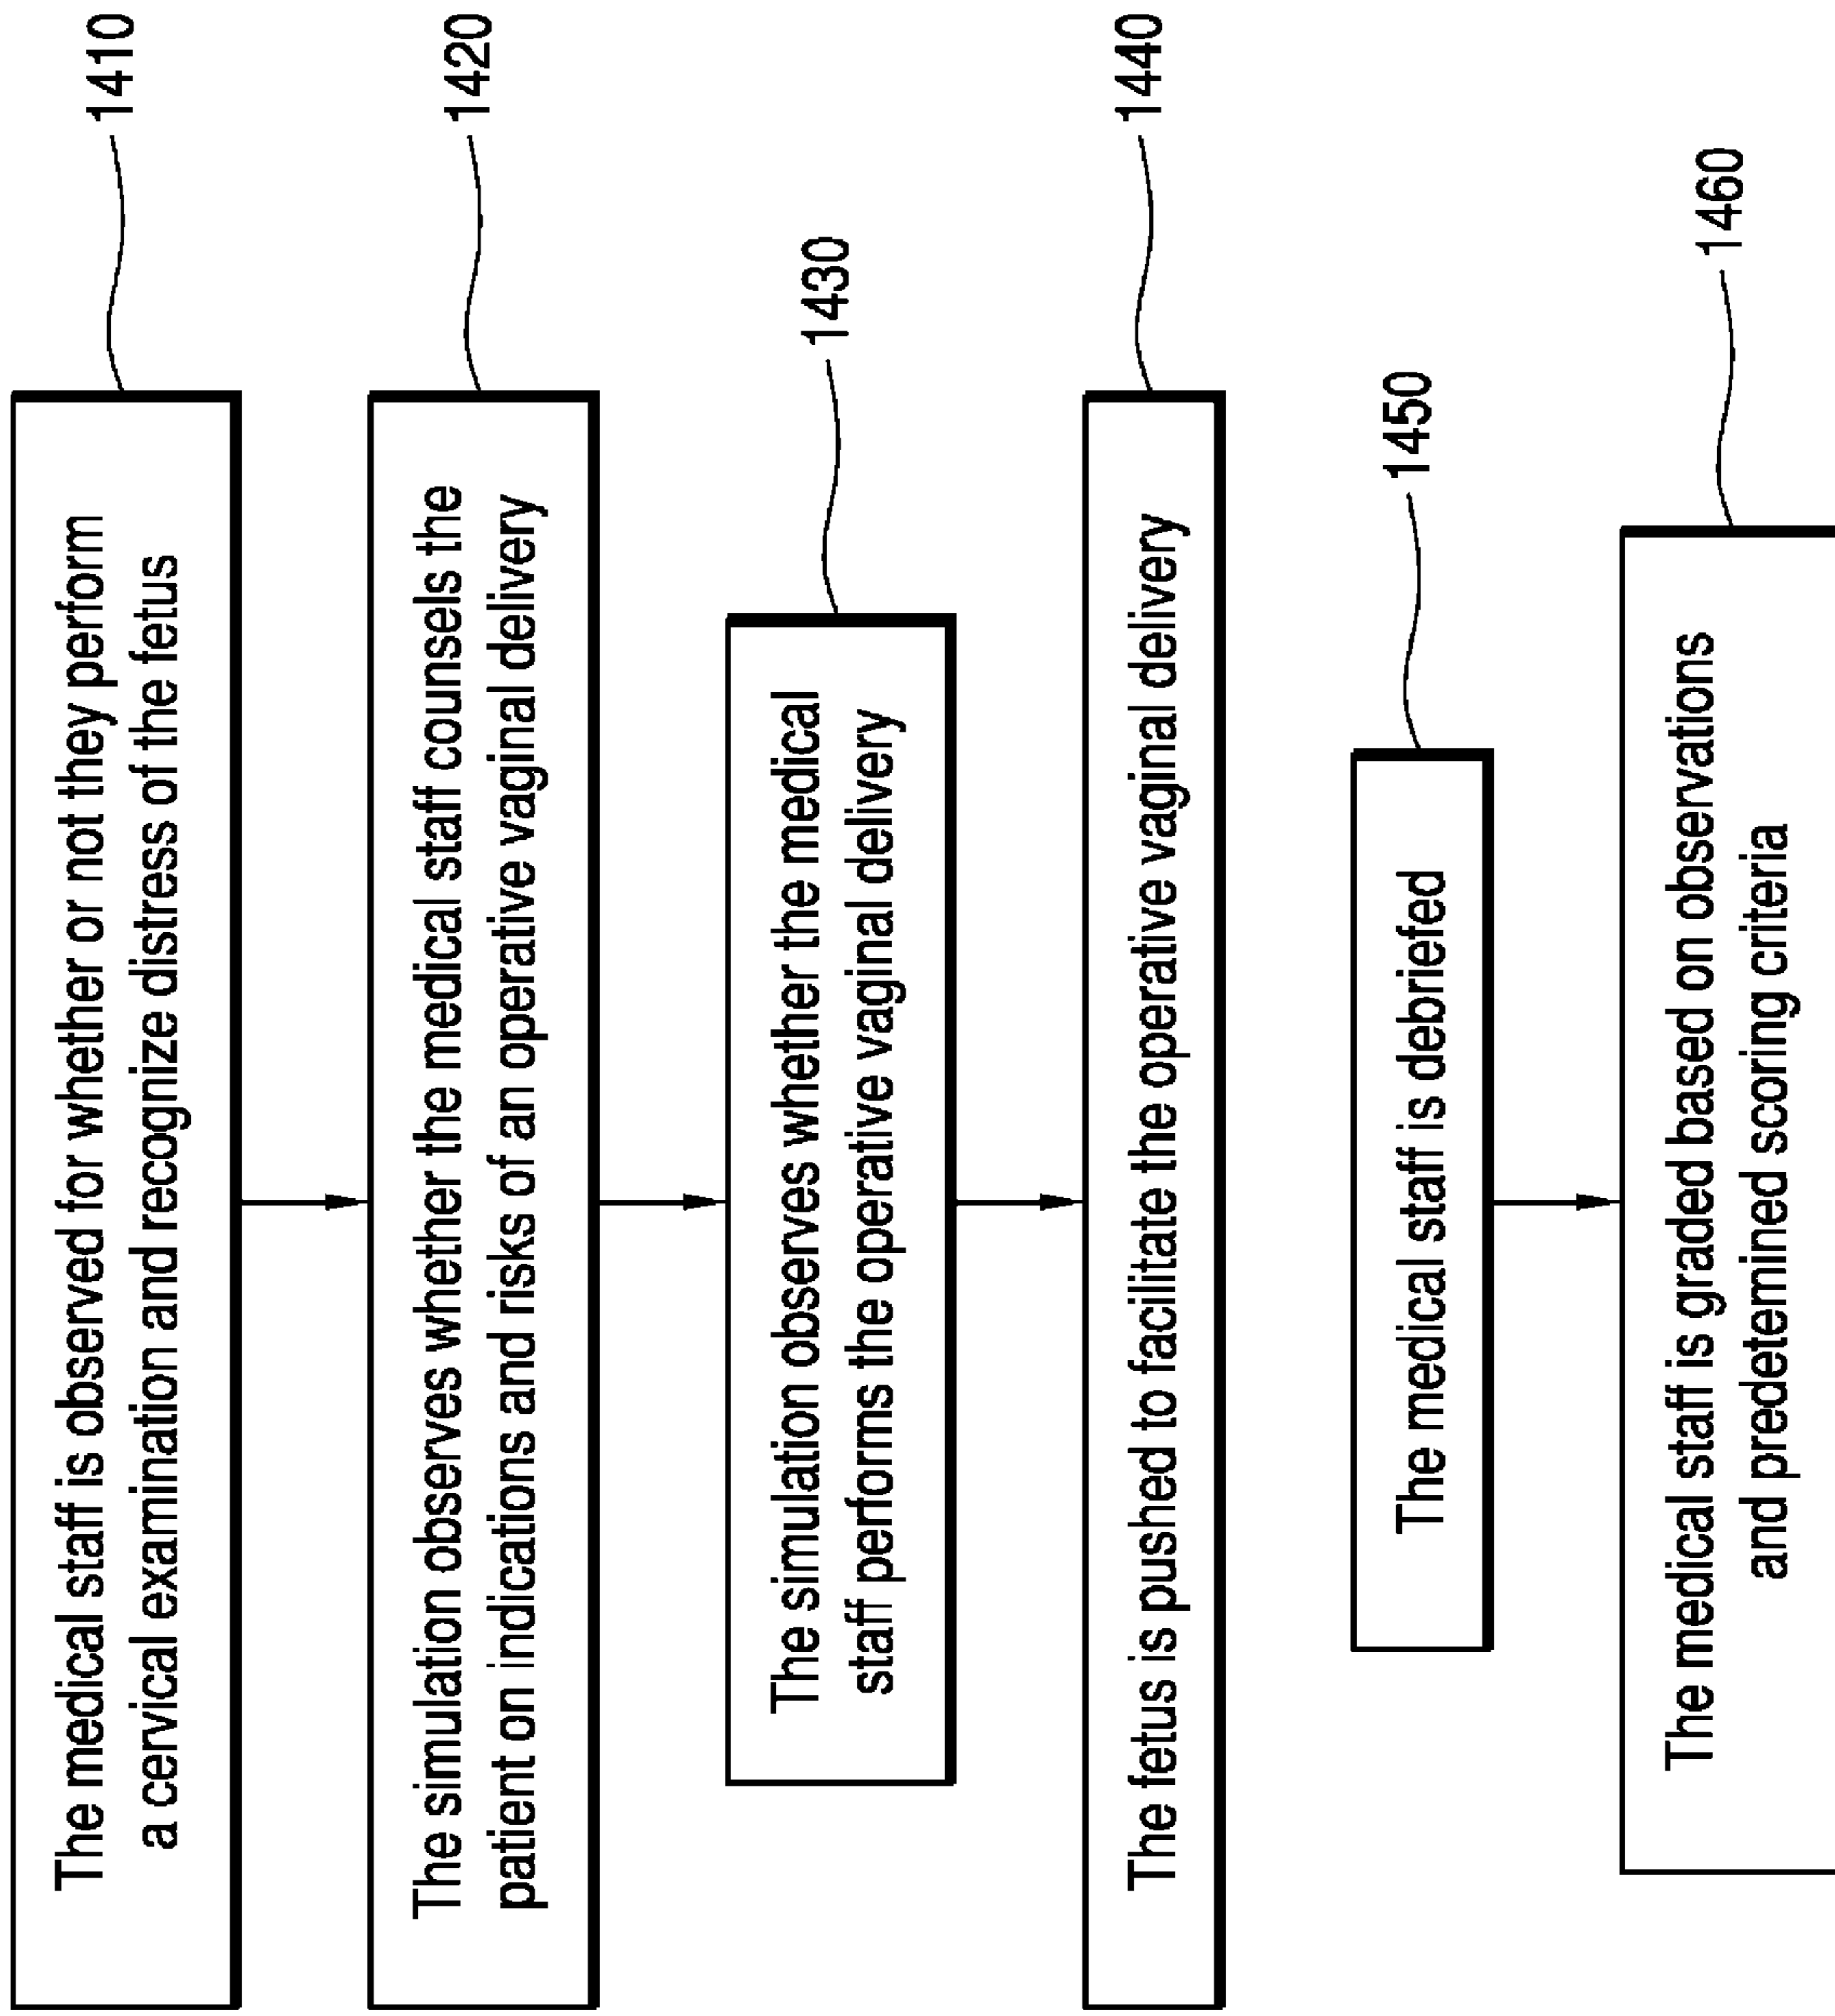 The medical staff is observed for whether or not they perform
a cervical examination and recognize distress of the fetus
1410
The simulation observes whether the medical staff counsels the
patient on indications and risks of an operative vaginal delivery
1420
The simulation observes whether the medical
staff performs the operative vaginal delivery
1430
The fetus is pushed to facilitate the operative vaginal delivery
1440
The medical staff is debriefed
1450
The medical staff is graded based on observations
and predetemined scoring criteria
1460